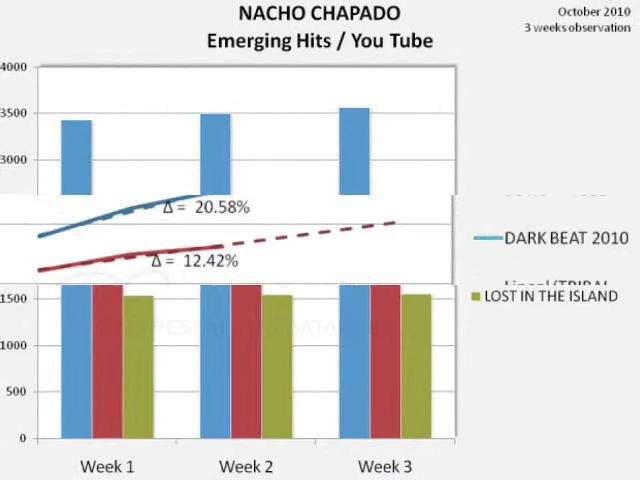 NACHO CHAPADO
Emerging Hits / You Tube
October 2010
3 weeks observation
4000
3500
3000
Δ = 20.58%
DARK BEAT 2010
Δ = 12.42%
1500
LOST IN THE ISLAND
1000
500
0
Week 1
Week 2
Week 3